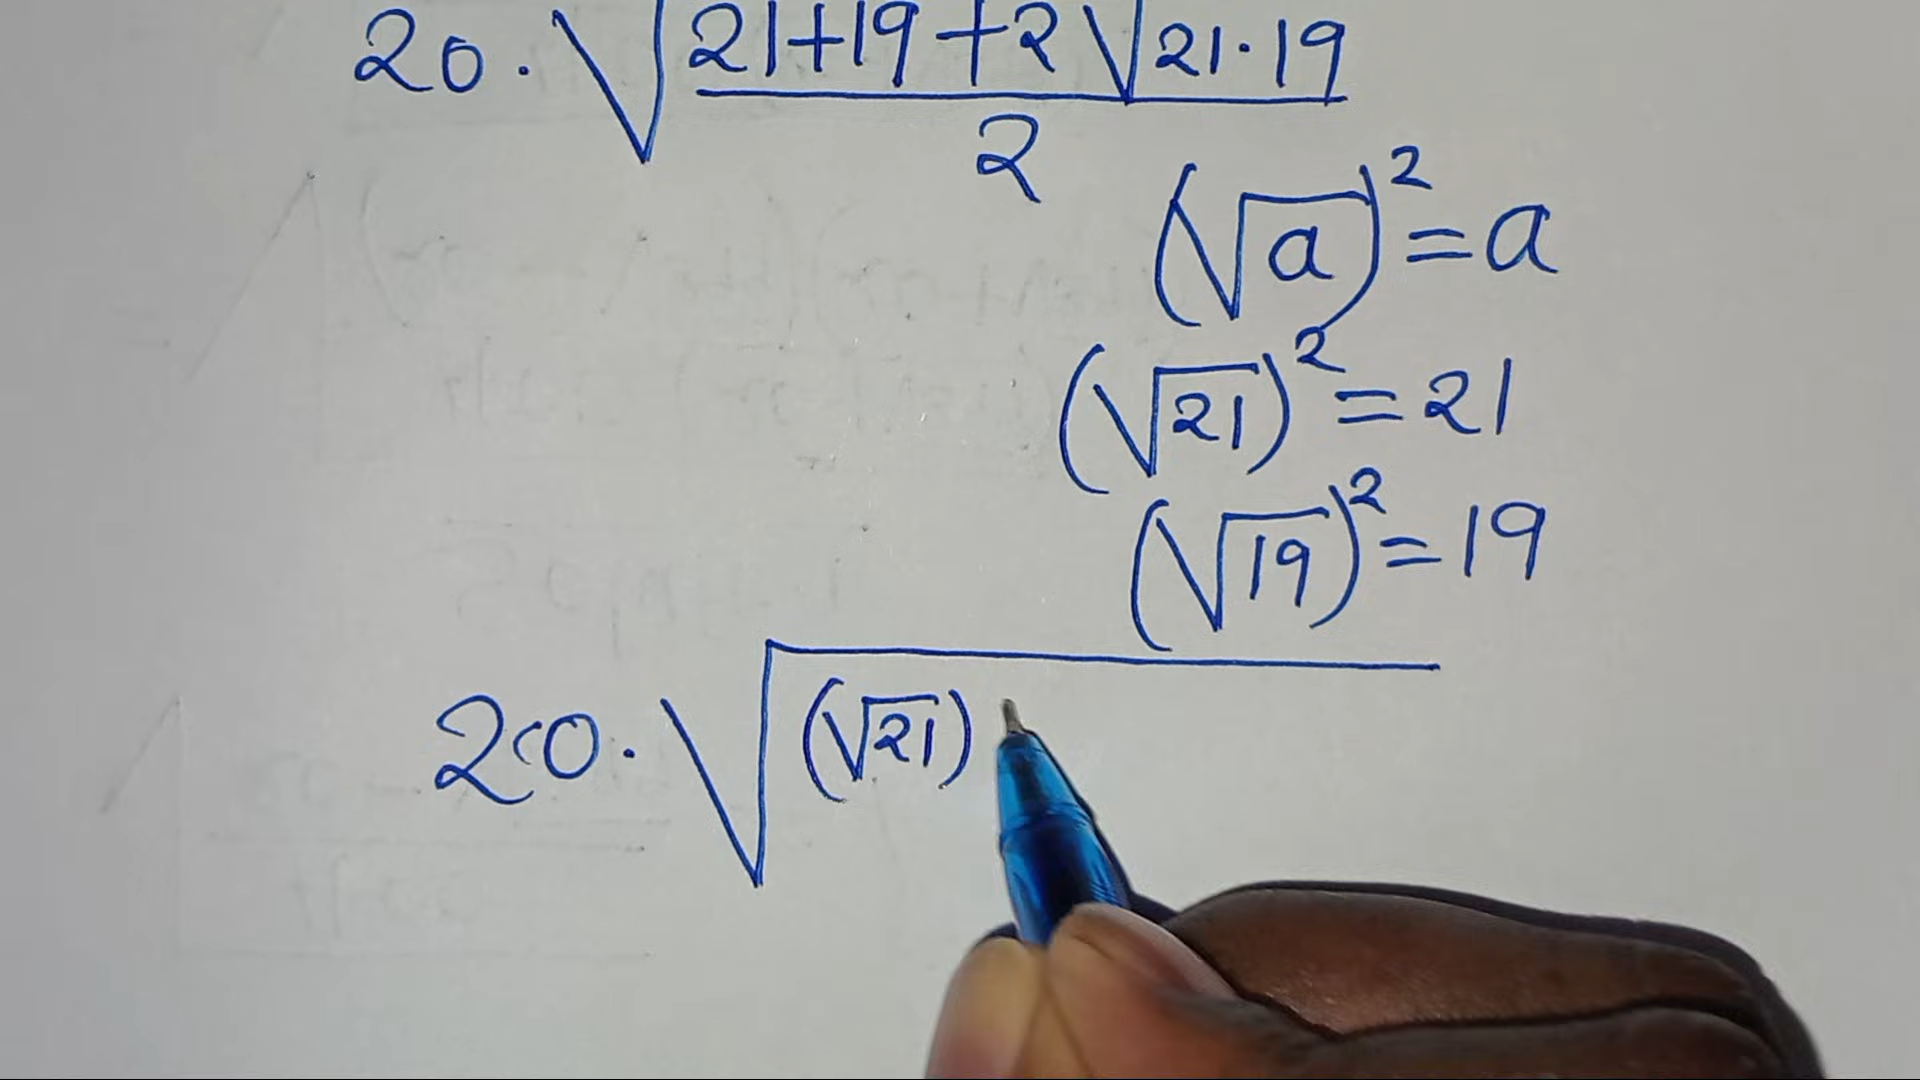 20 · √21+19+2√21·19
2
(√a)² = a
(√21)² = 21
(√19)² = 19
20 · √(√21)